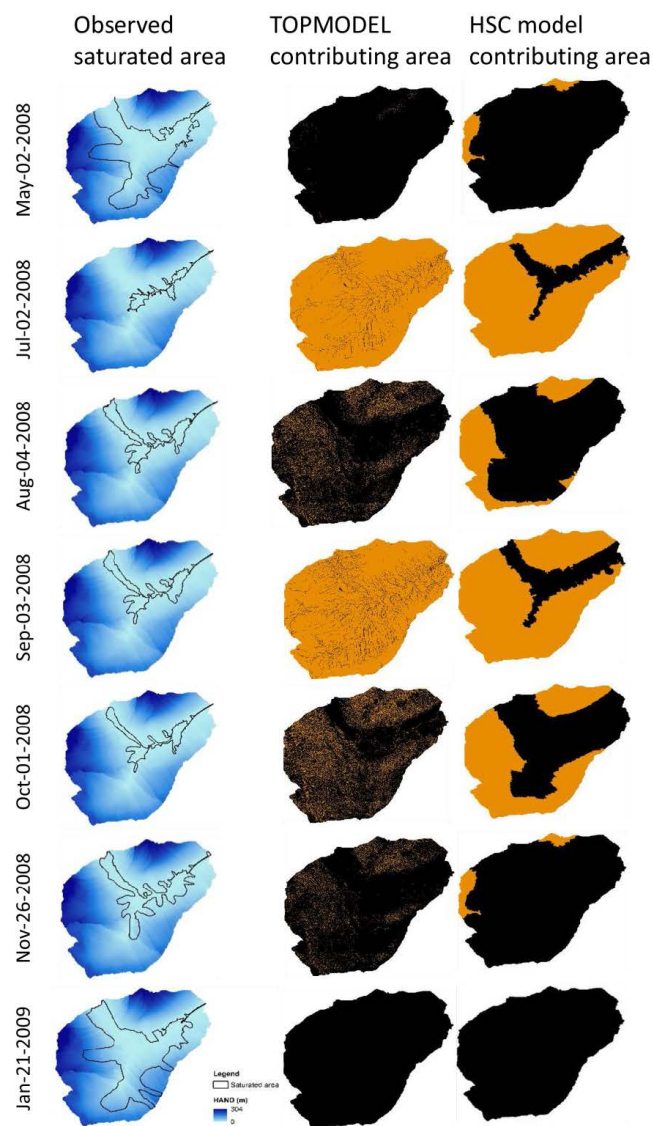 Observed
saturated area
TOPMODEL
contributing area
HSC model
contributing area
May-02-2008
Jul-02-2008
Aug-04-2008
Sep-03-2008
Oct-01-2008
Nov-26-2008
Jan-21-2009
Legend
Saturated area
HAND (m)
304
0